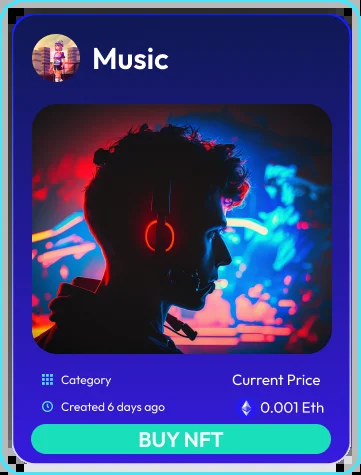 Music
Category
Current Price
Created 6 days ago
0.001 Eth
BUY NFT